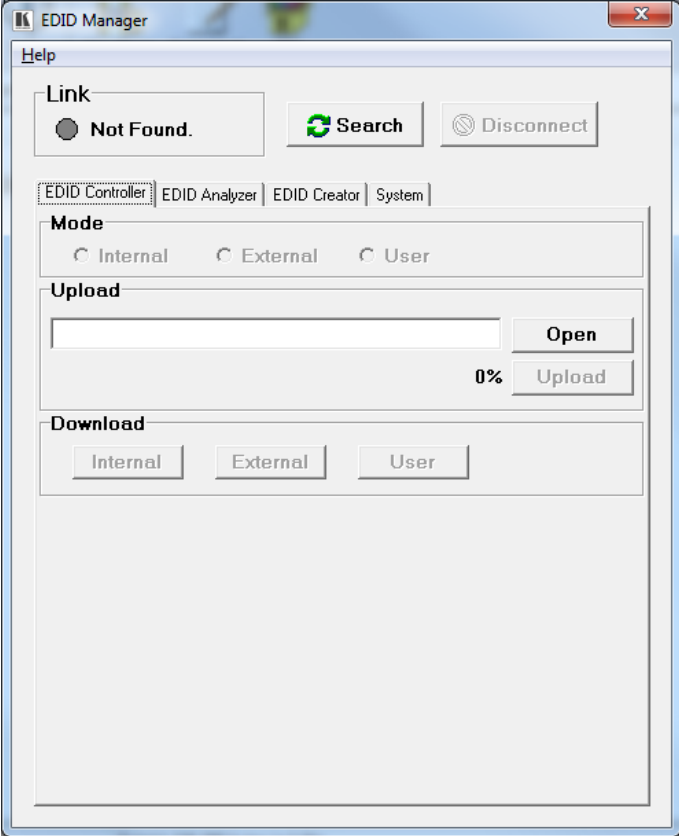 EDID Manager
X
Help
Link
Not Found.
Search
Disconnect
EDID Controller
EDID Analyzer
EDID Creator
System
Mode
Internal
External
User
Upload
Open
0%
Upload
Download
Internal
External
User